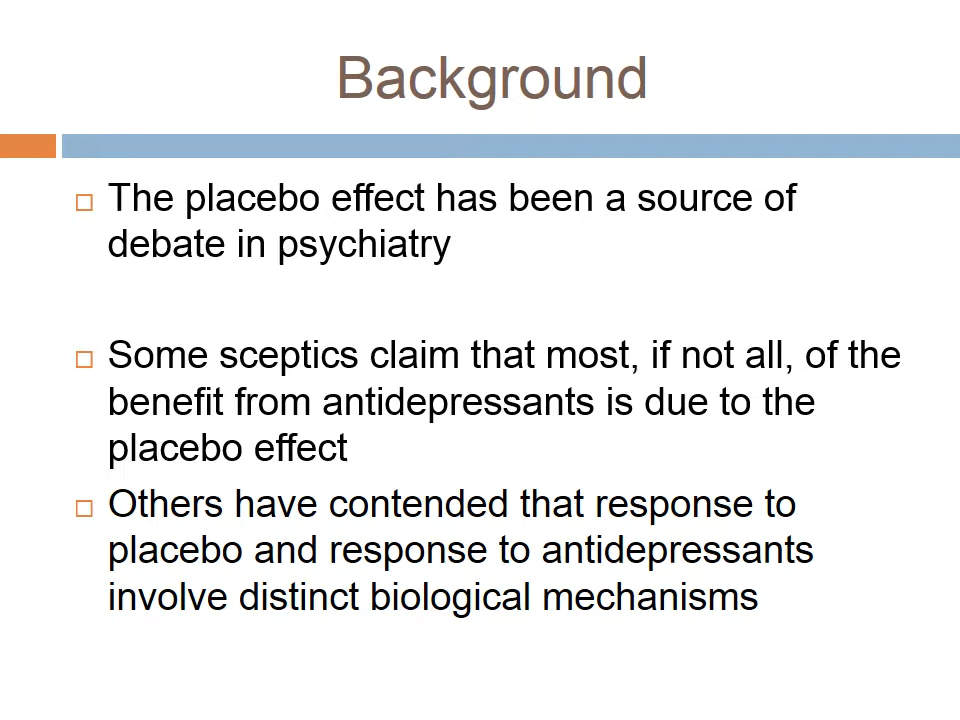 Background
The placebo effect has been a source of
debate in psychiatry
Some sceptics claim that most, if not all, of the
benefit from antidepressants is due to the
placebo effect
Others have contended that response to
placebo and response to antidepressants
involve distinct biological mechanisms